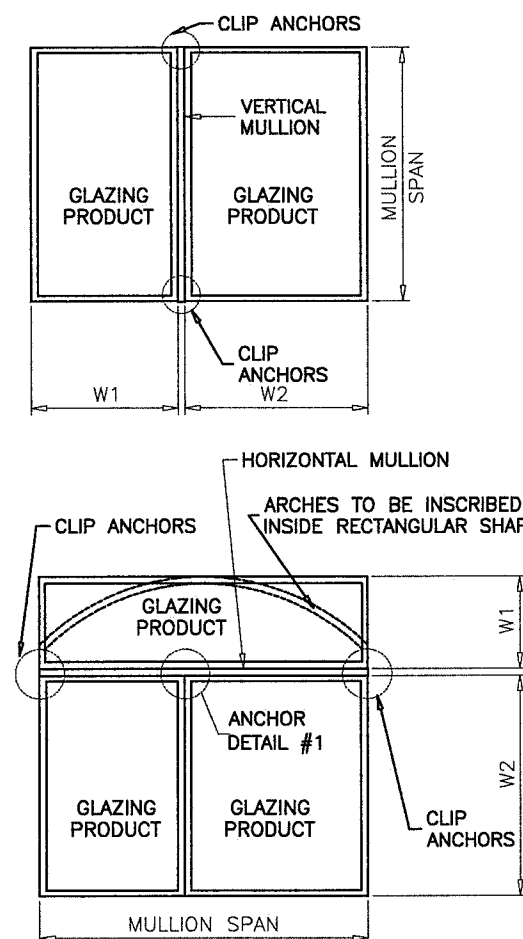 CLIP ANCHORS
VERTICAL
MULLION
GLAZING
PRODUCT
GLAZING
PRODUCT
MULLION
SPAN
CLIP
ANCHORS
W1
W2
HORIZONTAL MULLION
ARCHES TO BE INSCRIBED
INSIDE RECTANGULAR SHAP
CLIP ANCHORS
GLAZING
PRODUCT
W1
ANCHOR
DETAIL #1
W2
GLAZING
PRODUCT
GLAZING
PRODUCT
CLIP
ANCHORS
MULLION SPAN